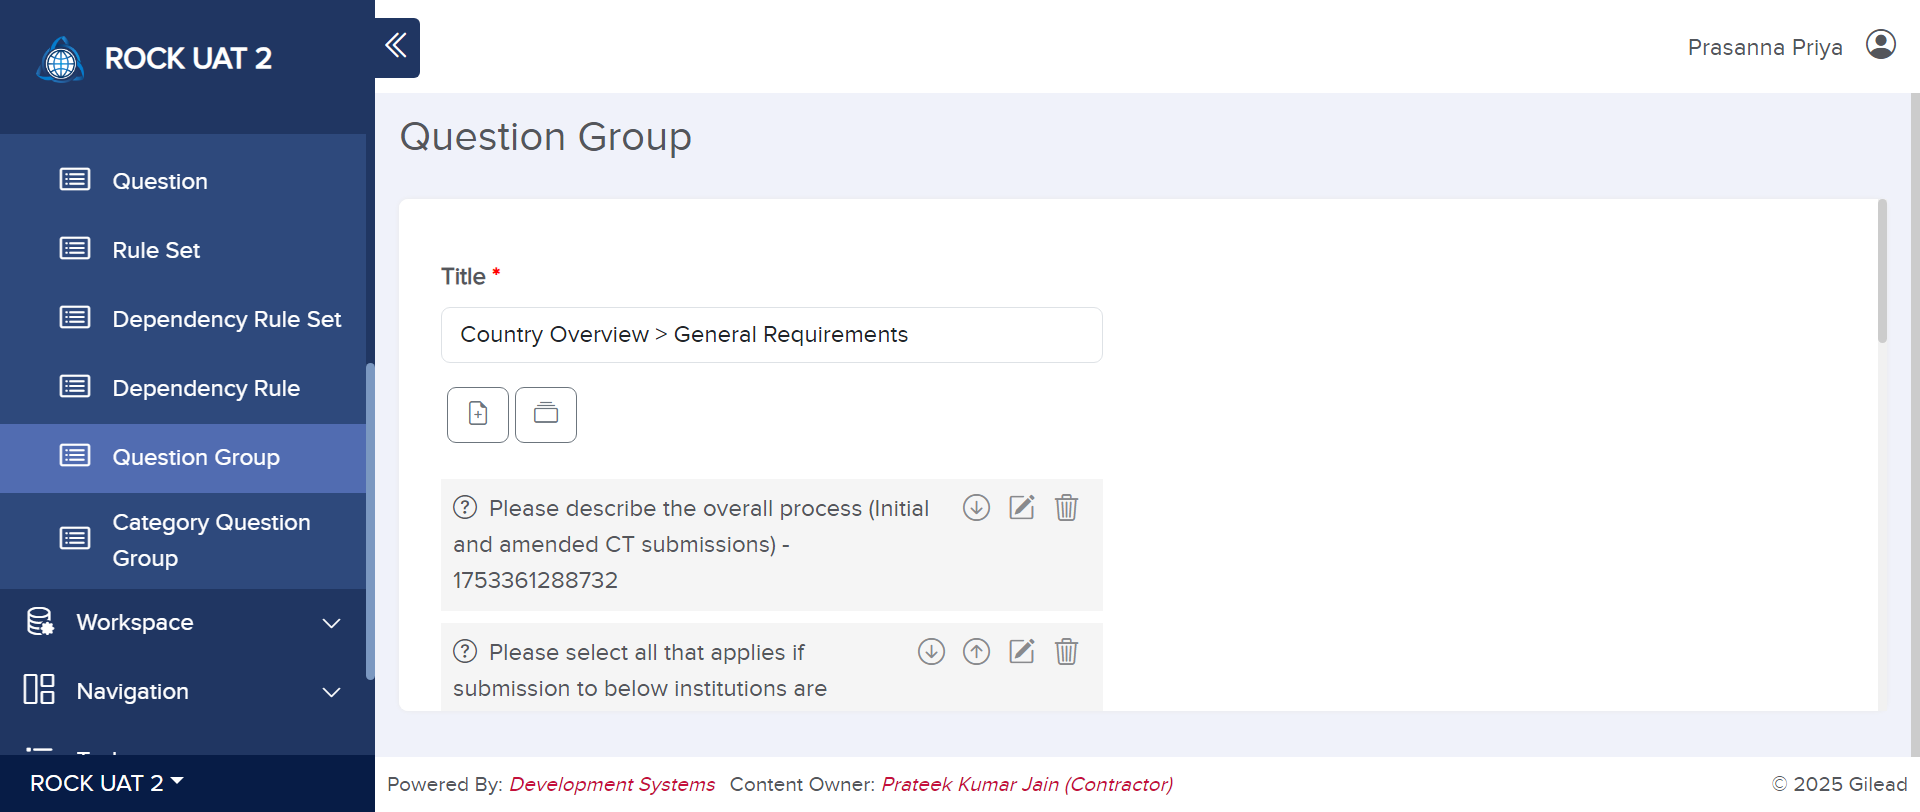 ROCK UAT 2
Prasanna Priya
Question
Rule Set
Dependency Rule Set
Dependency Rule
Question Group
Category Question
Group
Workspace
Navigation
ROCK UAT 2
Question Group
Title *
Country Overview > General Requirements
Please describe the overall process (Initial
and amended CT submissions) -
1753361288732
Please select all that applies if
submission to below institutions are
Powered By: Development Systems Content Owner: Prateek Kumar Jain (Contractor)
© 2025 Gilead